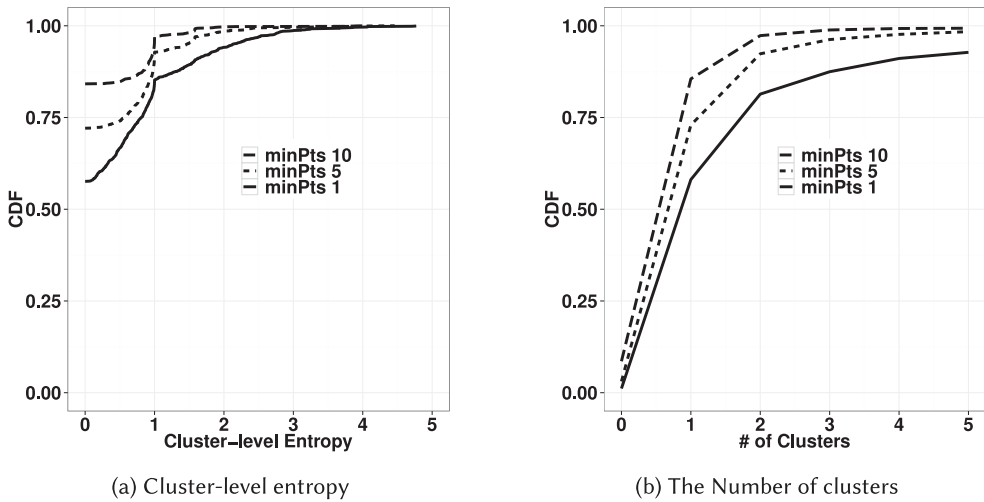 1.00
0.75
0.50
0.25
0.00
CDF
minPts 10
minPts 5
minPts 1
0 1 2 3 4 5
Cluster−level Entropy
(a) Cluster-level entropy
1.00
0.75
0.50
0.25
0.00
CDF
minPts 10
minPts 5
minPts 1
0 1 2 3 4 5
# of Clusters
(b) The Number of clusters